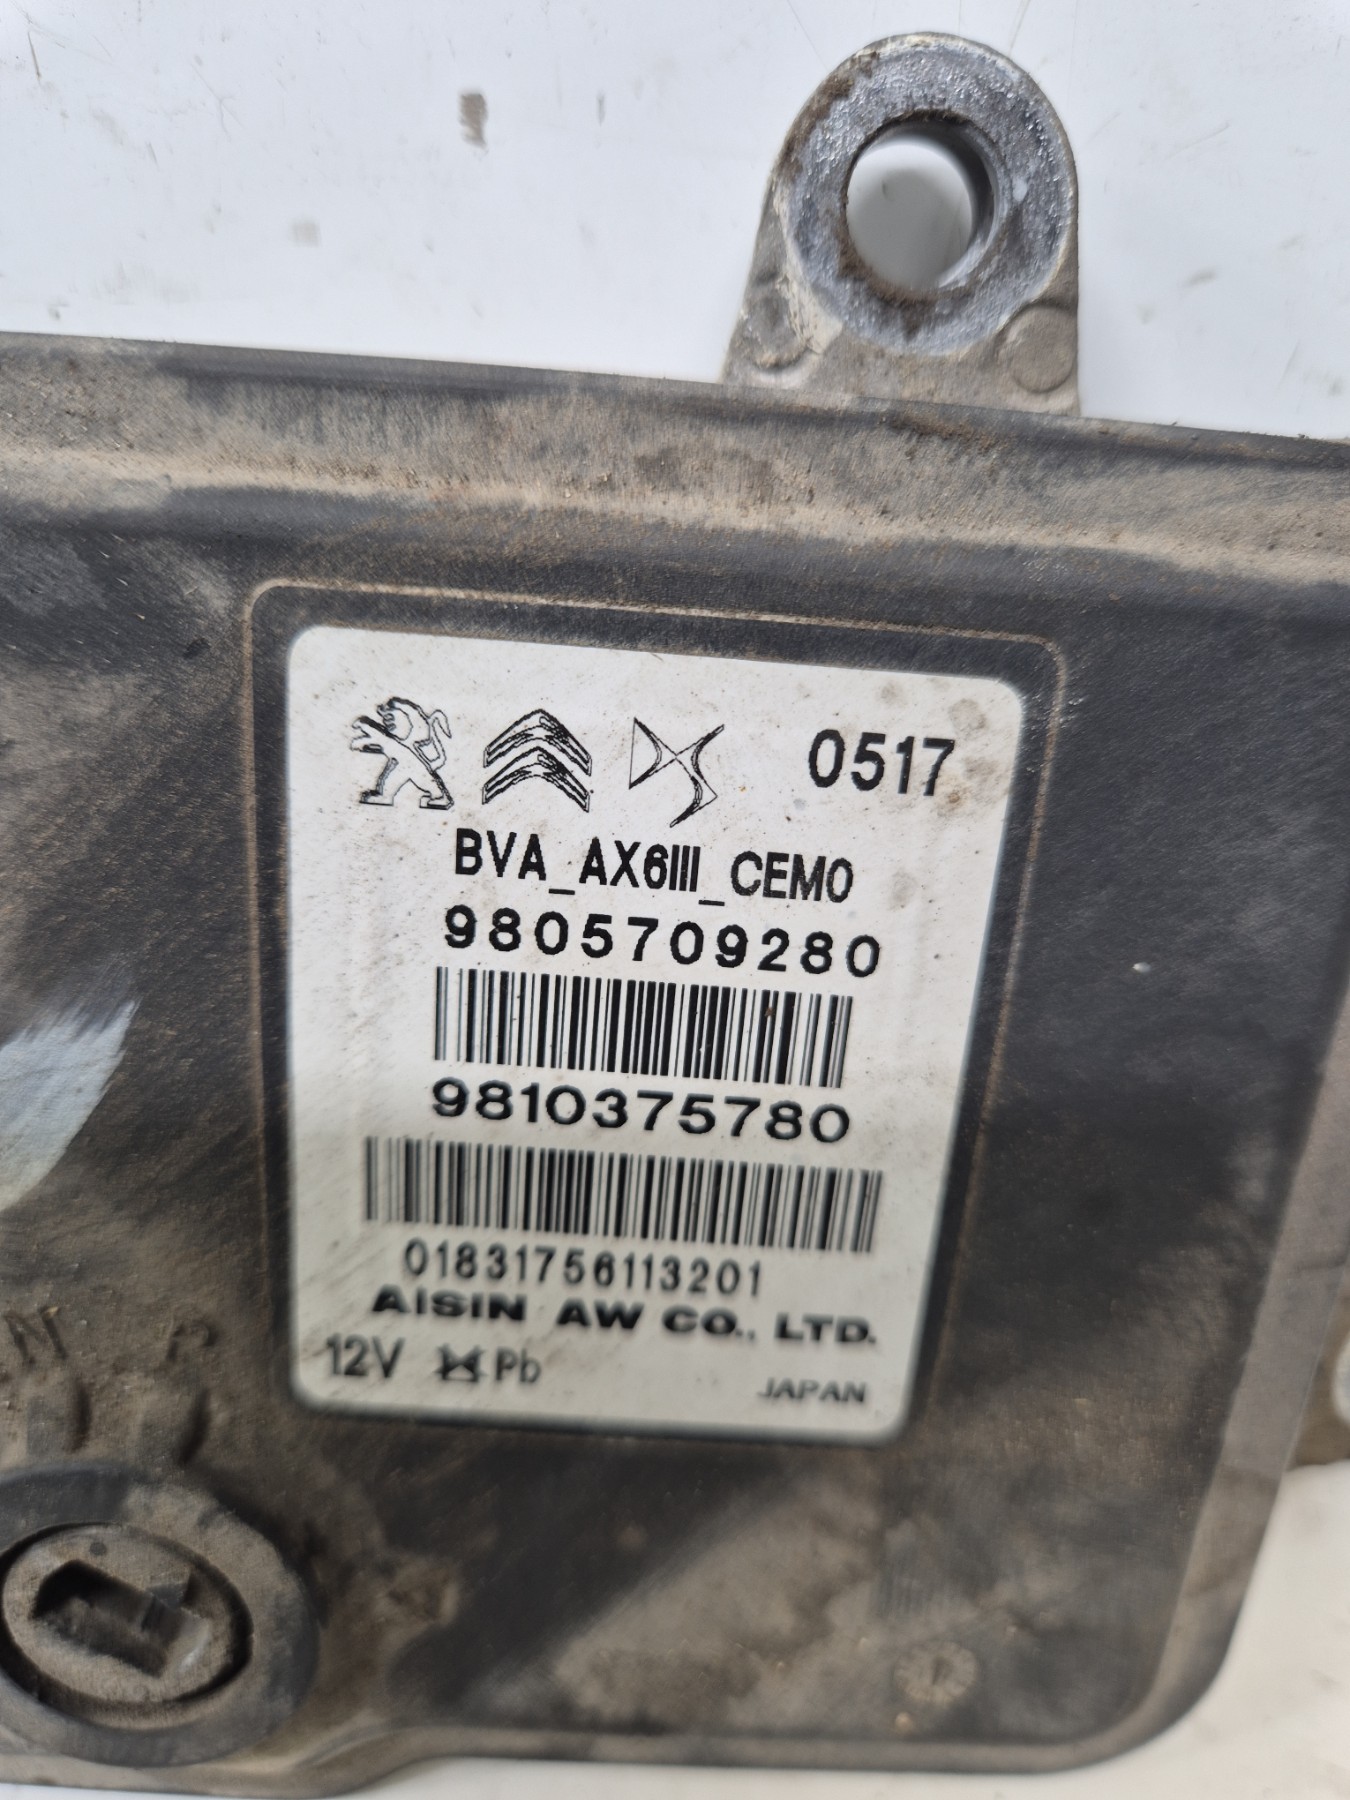 0517
BVA_AX6III_CEM0
9805709280
9810375780
01831756113201
AISIN AW CO., LTD.
12V Pb
JAPAN
N R